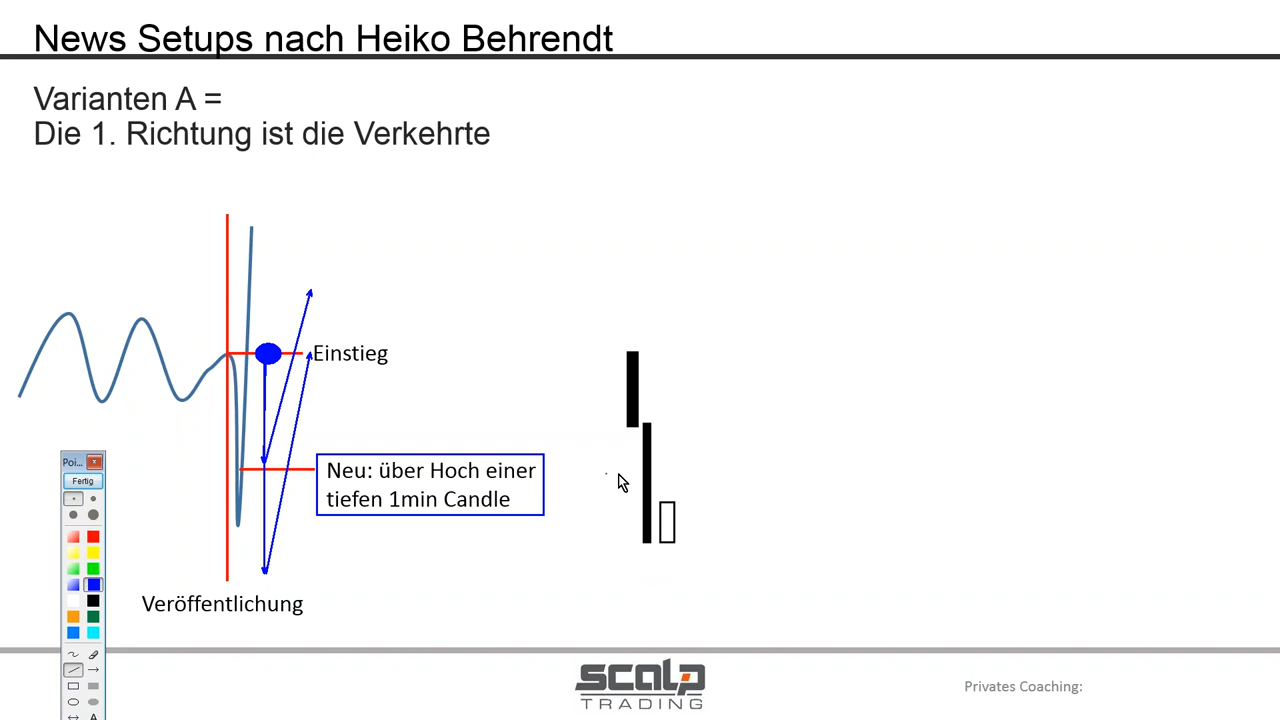 News Setups nach Heiko Behrendt
Varianten A =
Die 1. Richtung ist die Verkehrte
Einstieg
Neu: über Hoch einer
tiefen 1min Candle
Poi...
Fertig
A
Veröffentlichung
scalp
TRADING
Privates Coaching: